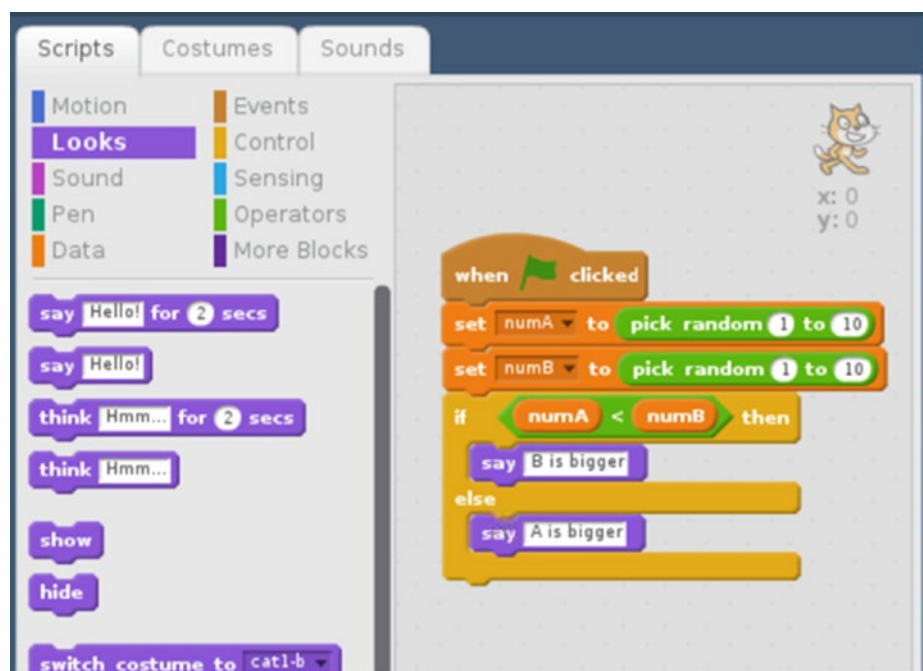 Scripts Costumes Sounds
Motion Events
Looks Control
Sound Sensing
Pen Operators
Data More Blocks
say Hello! for 2 secs
say Hello!
think Hmm... for 2 secs
think Hmm...
show
hide
switch costume to cat1-b
x: 0
y: 0
when clicked
set numA to pick random 1 to 10
set numB to pick random 1 to 10
if numA < numB then
say B is bigger
else
say A is bigger